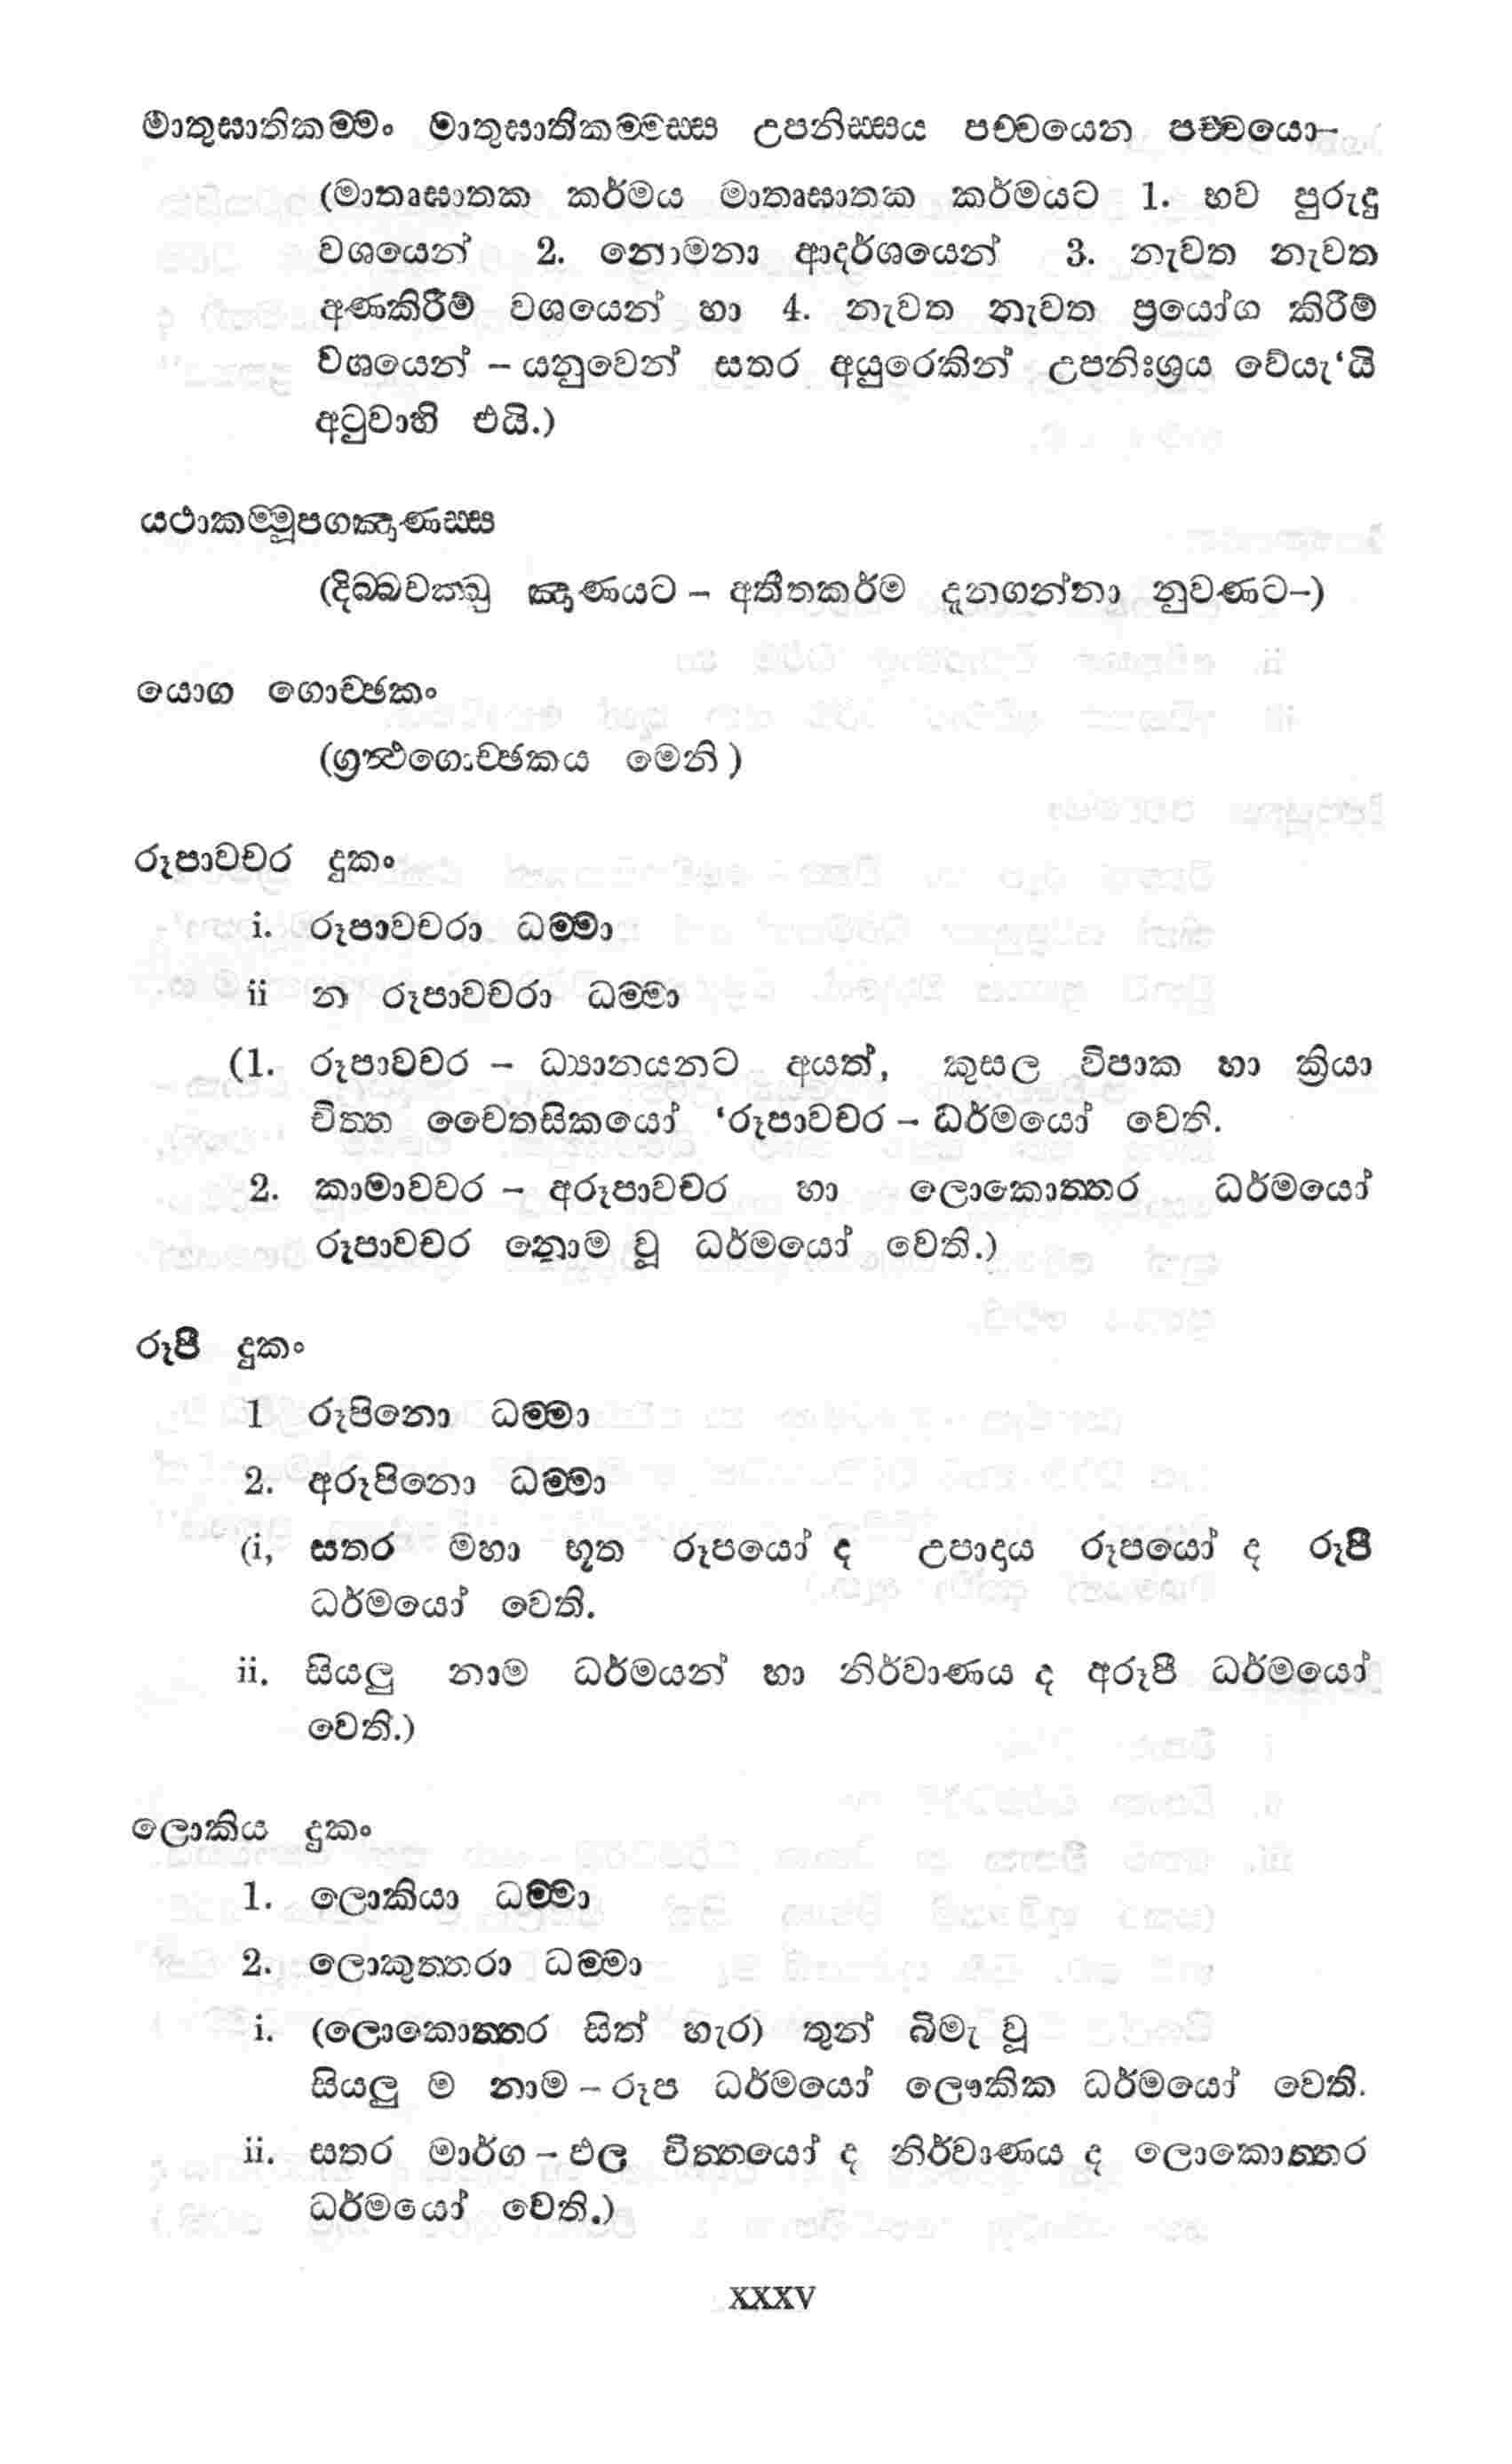 මාතුඝාතිකම්මං මාතුඝාතිකම්මස්ස උපනිස්සය පච්චයෙන පච්චයො–
(මාතෘඝාතක කර්මය මාතෘඝාතක කර්මයට 1. භව පුරුදු
වශයෙන් 2. නොමනා ආදර්ශයෙන් 3. නැවත නැවත
අණකිරීම් වශයෙන් හා 4. නැවත නැවත ප්‍රයෝග කිරීම්
වශයෙන් – යනුවෙන් සතර අයුරෙකින් උපනිඃශ්‍රය වේයැ‘යි
අටුවාහි එයි.)
යථාකම්මූපගඤාණස්ස
(දිබ්බචක්ඛු ඤාණයට – අතීතකර්ම දැනගන්නා නුවණට–)
යොග ගොච්ඡකං
(ග්‍රන්ථගොච්ඡකය මෙනි)
රූපාවචර දුකං
i. රූපාවචරා ධම්මා
ii න රූපාවචරා ධම්මා
(1. රූපාවචර – ධ්‍යානයනට අයත්, කුසල විපාක හා ක්‍රියා
චිත්ත චෛතසිකයෝ ‘රූපාවචර – ධර්මයෝ වෙති.
2. කාමාවචර – අරූපාවචර හා ලොකොත්තර ධර්මයෝ
රූපාවචර නොම වූ ධර්මයෝ වෙති.)
රූපී දුකං
1 රූපිනො ධම්මා
2. අරූපිනො ධම්මා
(i, සතර මහා භූත රූපයෝ ද උපාදාය රූපයෝ ද රූපී
ධර්මයෝ වෙති.
ii. සියලු නාම ධර්මයන් හා නිර්වාණය ද අරූපී ධර්මයෝ
වෙති.)
ලොකිය දුකං
1. ලොකියා ධම්මා
2. ලොකුත්තරා ධම්මා
i. (ලොකොත්තර සිත් හැර) තුන් බිමැ වූ
සියලු ම නාම – රූප ධර්මයෝ ලෞකික ධර්මයෝ වෙති.
ii. සතර මාර්ග – ඵල චිත්තයෝ ද නිර්වාණය ද ලොකොත්තර
ධර්මයෝ වෙති.)
xxxv